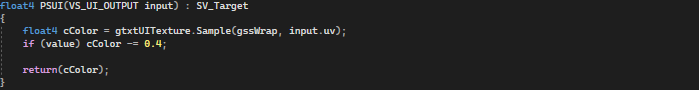 float4 PSUI(VS_UI_OUTPUT input) : SV_Target
{
float4 cColor = gtxtUITexture.Sample(gssWrap, input.uv);
if (value) cColor -= 0.4;
return(cColor);
}